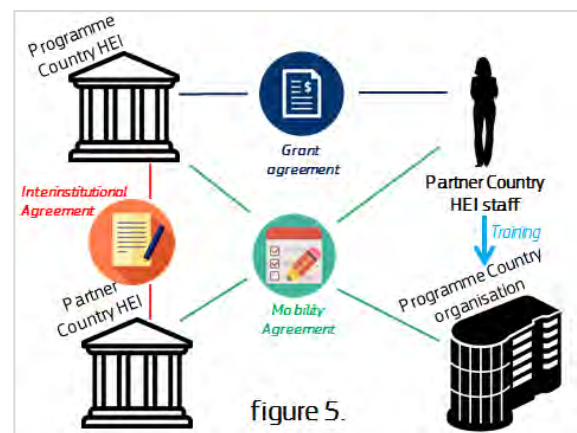 Programme
Country HEI
Grant
agreement
Partner Country
HEI staff
Interinstitutional
Agreement
Training
Programme Country
organisation
Partner
Country HEI
Mobility
Agreement
figure 5.